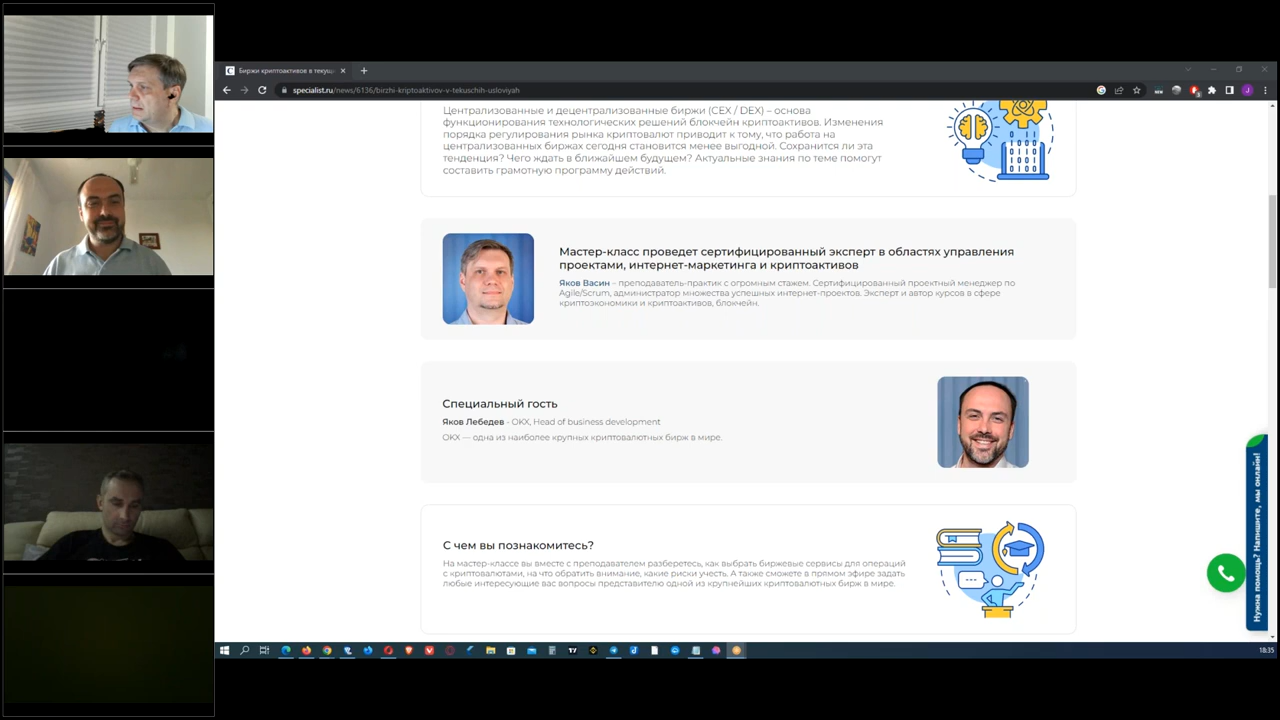 Биржи криптоактивов в текущ
specialist.ru/news/6136/birzhi-kriptoaktivov-v-tekuschih-usloviyah
Централизованные и децентрализованные биржи (CEX / DEX) – основа
функционирования технологических решений блокчейн криптоактивов. Изменения
порядка регулирования рынка криптовалют приводит к тому, что работа на
централизованных биржах сегодня становится менее выгодной. Сохранится ли эта
тенденция? Чего ждать в ближайшем будущем? Актуальные знания по теме помогут
составить грамотную программу действий.
Мастер-класс проведет сертифицированный эксперт в областях управления
проектами, интернет-маркетинга и криптоактивов
Яков Васин – преподаватель-практик с огромным стажем. Сертифицированный проектный менеджер по
Agile/Scrum, администратор множества успешных интернет-проектов. Эксперт и автор курсов в сфере
криптоэкономики и криптоактивов, блокчейн.
Специальный гость
Яков Лебедев - OKX, Head of business development
OKX — одна из наиболее крупных криптовалютных бирж в мире.
С чем вы познакомитесь?
На мастер-классе вы вместе с преподавателем разберетесь, как выбрать биржевые сервисы для операций
с криптовалютами, на что обратить внимание, какие риски учесть. А также сможете в прямом эфире задать
любые интересующие вас вопросы представителю одной из крупнейших криптовалютных бирж в мире.
Нужна помощь? Напишите, мы онлайн!
18:35